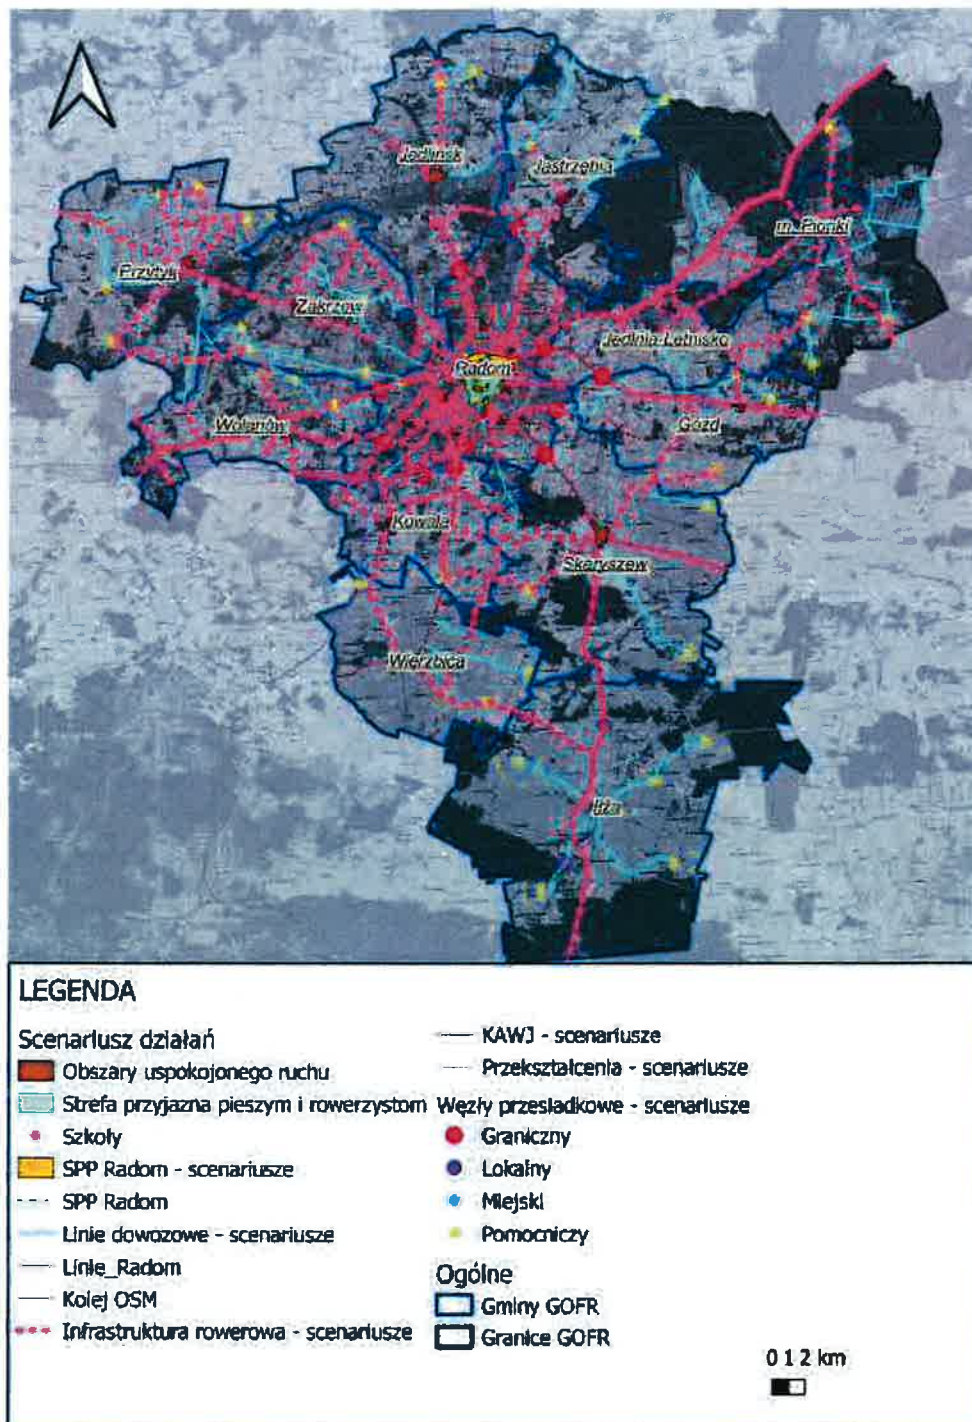 Jedlińsk
Jastrzębia
m. Pionki
Przytyk
Zakrzew
Jedlnia-Letnisko
Radom
Wolanów
Gózd
Kowala
Skaryszew
Wierzbica
Iłża
LEGENDA
Scenariusz działań
Obszary uspokojonego ruchu
Strefa przyjazna pieszym i rowerzystom
Szkoły
SPP Radom - scenariusze
SPP Radom
Linie dowozowe - scenariusze
Linie_Radom
Kolej OSM
Infrastruktura rowerowa - scenariusze
KAWJ - scenariusze
Przekształcenia - scenariusze
Węzły przesiadkowe - scenariusze
Graniczny
Lokalny
Miejski
Pomocniczy
Ogólne
Gminy GOFR
Granice GOFR
0 1 2 km